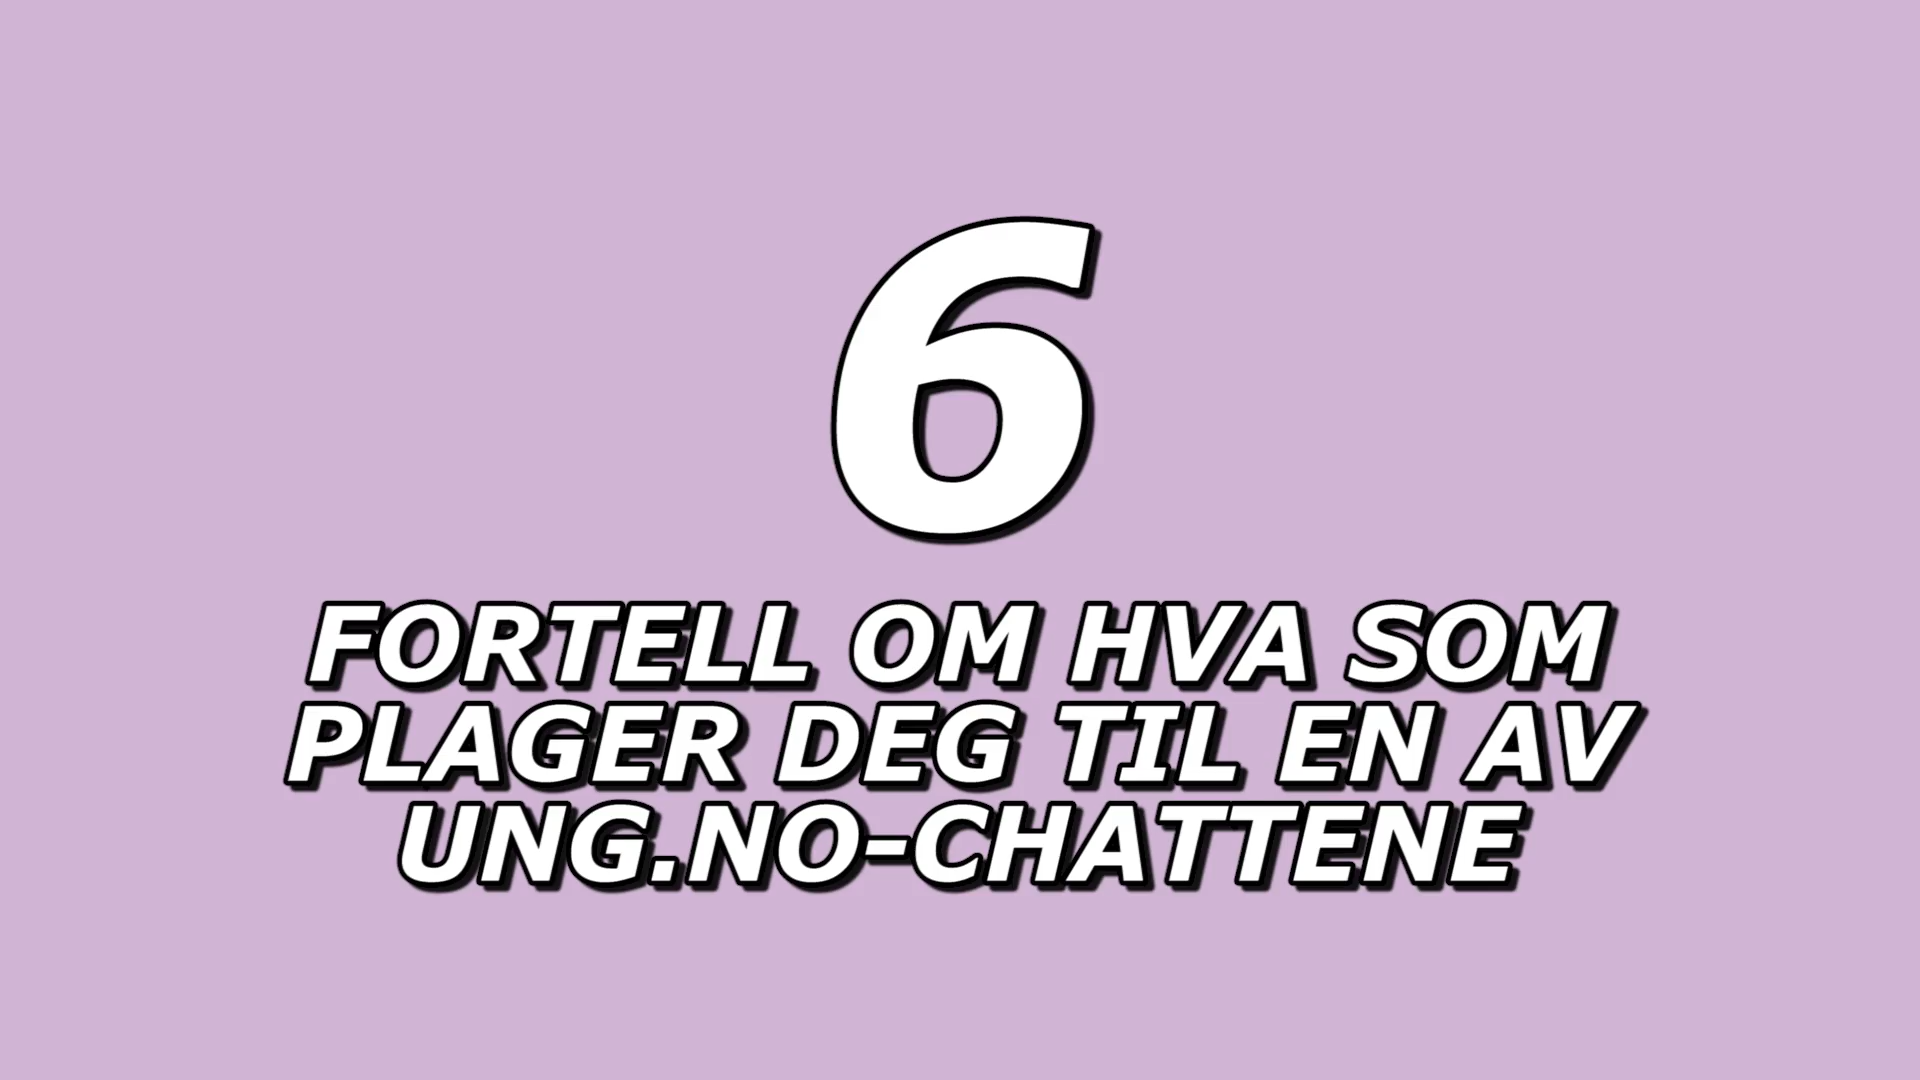 6
FORTELL OM HVA SOM
PLAGER DEG TIL EN AV
UNG.NO-CHATTENE